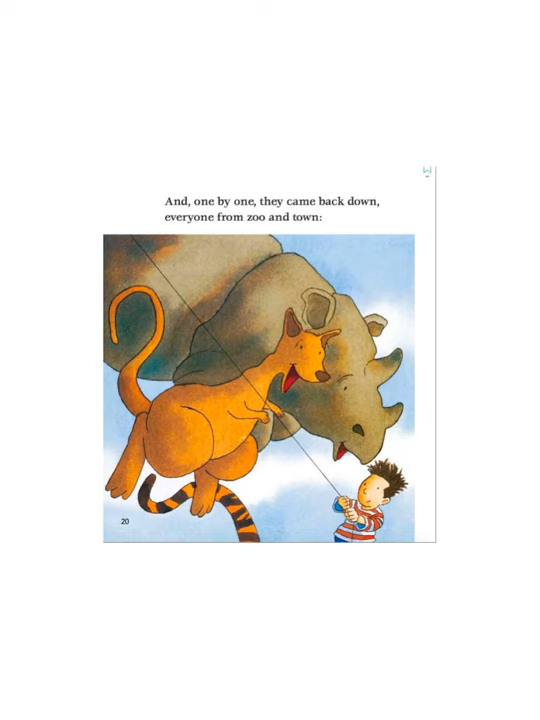 And, one by one, they came back down,
everyone from zoo and town:
20